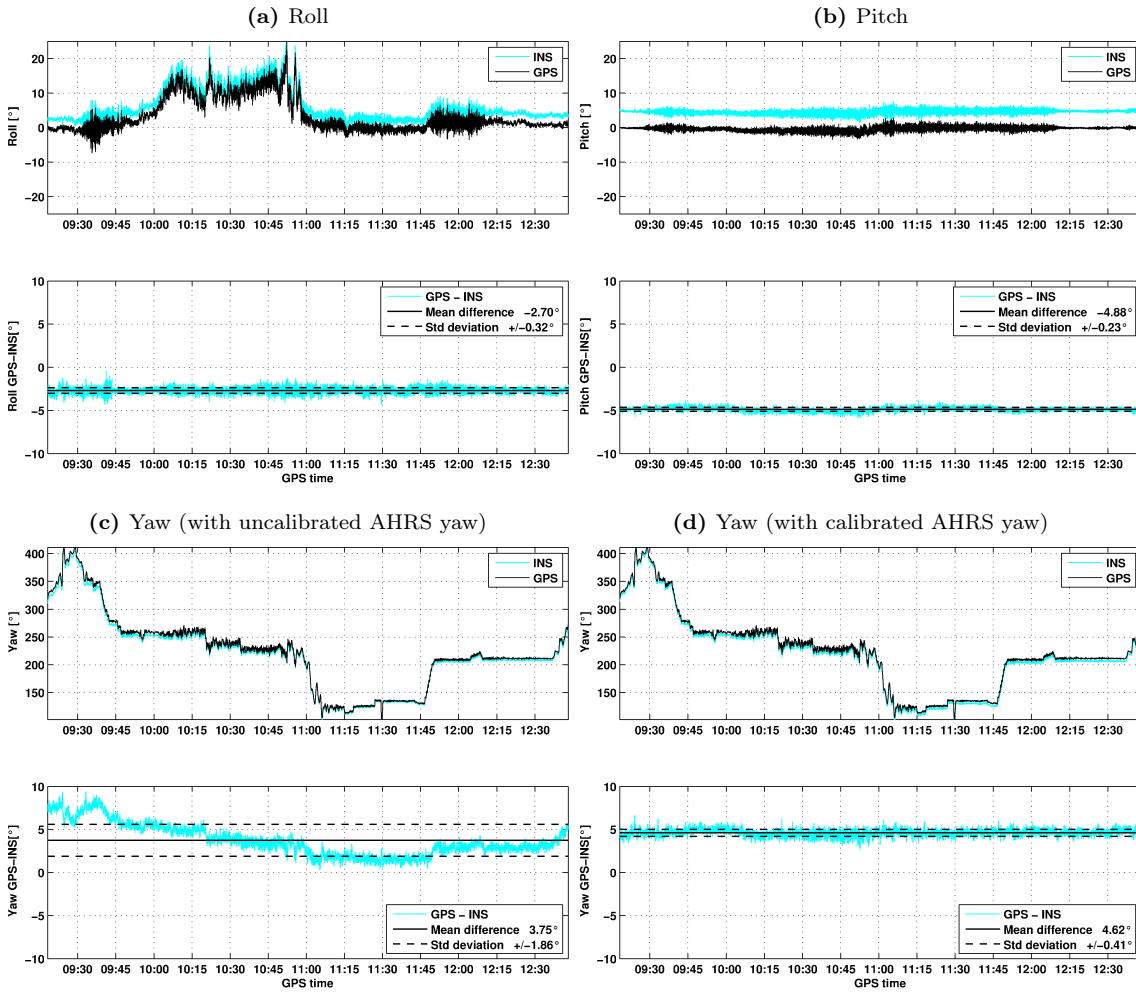 (a) Roll
(b) Pitch
20
10
0
−10
−20
Roll [°]
INS
GPS
09:30 09:45 10:00 10:15 10:30 10:45 11:00 11:15 11:30 11:45 12:00 12:15 12:30
20
10
0
−10
−20
Pitch [°]
INS
GPS
09:30 09:45 10:00 10:15 10:30 10:45 11:00 11:15 11:30 11:45 12:00 12:15 12:30
10
5
0
−5
−10
Roll GPS−INS[°]
GPS − INS
Mean difference −2.70°
Std deviation +/−0.32°
09:30 09:45 10:00 10:15 10:30 10:45 11:00 11:15 11:30 11:45 12:00 12:15 12:30
GPS time
10
5
0
−5
−10
Pitch GPS−INS[°]
GPS − INS
Mean difference −4.88°
Std deviation +/−0.23°
09:30 09:45 10:00 10:15 10:30 10:45 11:00 11:15 11:30 11:45 12:00 12:15 12:30
GPS time
(c) Yaw (with uncalibrated AHRS yaw)
(d) Yaw (with calibrated AHRS yaw)
400
350
300
250
200
150
Yaw [°]
INS
GPS
09:30 09:45 10:00 10:15 10:30 10:45 11:00 11:15 11:30 11:45 12:00 12:15 12:30
400
350
300
250
200
150
Yaw [°]
INS
GPS
09:30 09:45 10:00 10:15 10:30 10:45 11:00 11:15 11:30 11:45 12:00 12:15 12:30
10
5
0
−5
−10
Yaw GPS−INS[°]
GPS − INS
Mean difference 3.75°
Std deviation +/−1.86°
09:30 09:45 10:00 10:15 10:30 10:45 11:00 11:15 11:30 11:45 12:00 12:15 12:30
GPS time
10
5
0
−5
−10
Yaw GPS−INS[°]
GPS − INS
Mean difference 4.62°
Std deviation +/−0.41°
09:30 09:45 10:00 10:15 10:30 10:45 11:00 11:15 11:30 11:45 12:00 12:15 12:30
GPS time